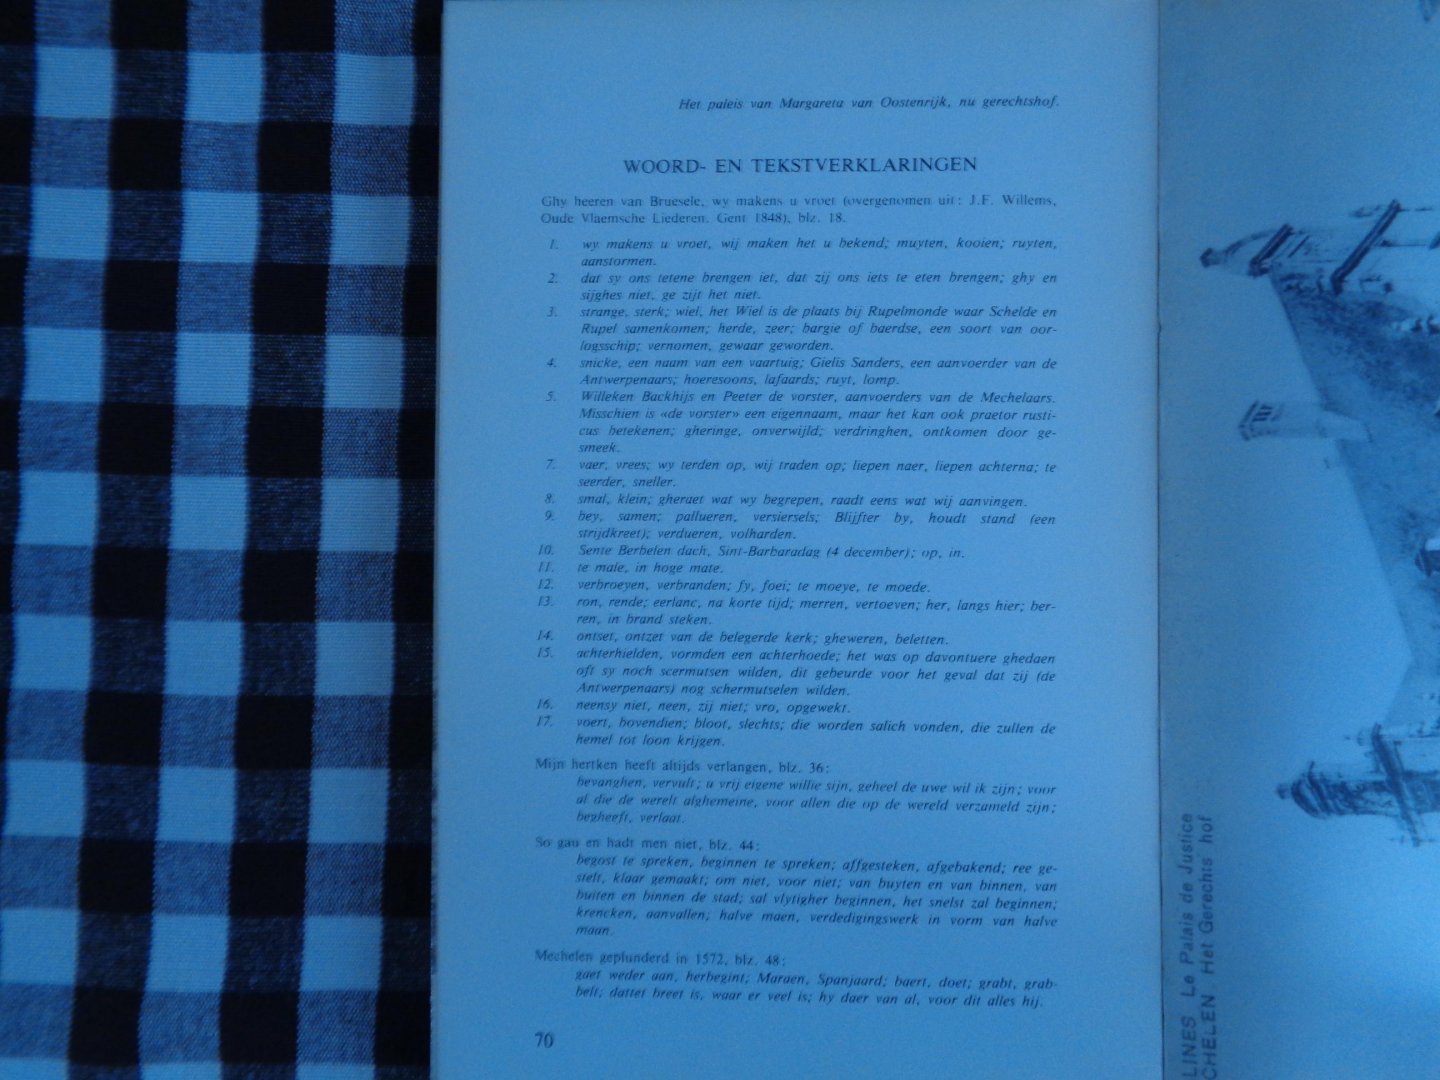 Het paleis van Margareta van Oostenrijk, nu gerechtshof.
WOORD- EN TEKSTVERKLARINGEN
Ghy heeren van Bruesele, wy makens u vroet (overgenomen uit: J.F. Willems,
Oude Vlaemsche Liederen. Gent 1848), blz. 18.
1. wy makens u vroet, wij maken het u bekend; muyten, kooien; ruyten,
aanstormen.
2. dat sy ons tetene brengen iet, dat zij ons iets te eten brengen; ghy en
sijghes niet, ge zijt het niet.
3. strange, sterk; wiel, het Wiel is de plaats bij Rupelmonde waar Schelde en
Rupel samenkomen; herde, zeer; bargie of baerdse, een soort van oor-
logsschip; vernomen, gewaar geworden.
4. snicke, een naam van een vaartuig; Gielis Sanders, een aanvoerder van de
Antwerpenaars; hoeresoons, lafaards; ruyt, lomp.
5. Willeken Backhijs en Peeter de vorster, aanvoerders van de Mechelaars.
Misschien is «de vorster» een eigennaam, maar het kan ook praetor rusti-
cus betekenen; gheringe, onverwijld; verdringhen, ontkomen door ge-
smeek.
7. vaer, vrees; wy terden op, wij traden op; liepen naer, liepen achterna; te
seerder, sneller.
8. smal, klein; gheraet wat wy begrepen, raadt eens wat wij aanvingen.
9. bey, samen; pallueren, versiersels; Blijfter by, houdt stand (een
strijdkreet); verdueren, volharden.
10. Sente Berbelen dach, Sint-Barbaradag (4 december); op, in.
11. te male, in hoge mate.
12. verbroeyen, verbranden; fy, foei; te moeye, te moede.
13. ron, rende; eerlanc, na korte tijd; merren, vertoeven; her, langs hier; ber-
ren, in brand steken.
14. ontset, ontzet van de belegerde kerk; gheweren, beletten.
15. achterhielden, vormden een achterhoede; het was op davontuere ghedaen
oft sy noch scermutsen wilden, dit gebeurde voor het geval dat zij (de
Antwerpenaars) nog schermutselen wilden.
16. neensy niet, neen, zij niet; vro, opgewekt.
17. voert, bovendien; bloot, slechts; die worden salich vonden, die zullen de
hemel tot loon krijgen.
Mijn hertken heeft altijds verlangen, blz. 36:
bevanghen, vervult; u vrij eigene willie sijn, geheel de uwe wil ik zijn; voor
al die de werelt alghemeine, voor allen die op de wereld verzameld zijn;
begheeft, verlaat.
So gau en hadt men niet, blz. 44:
begost te spreken, beginnen te spreken; affgesteken, afgebakend; ree ge-
stelt, klaar gemaakt; om niet, voor niet; van buyten en van binnen, van
buiten en binnen de stad; sal vlytigher beginnen, het snelst zal beginnen;
krencken, aanvallen; halve maen, verdedigingswerk in vorm van halve
maan.
Mechelen geplunderd in 1572, blz. 48:
gaet weder aan, herbegint; Maraen, Spanjaard; baert, doet; grabt, grab-
belt; dattet breet is, waar er veel is; hy daer van al, voor dit alles hij.
70
LINES Le Palais de Justice
CHELEN Het Gerechts hof